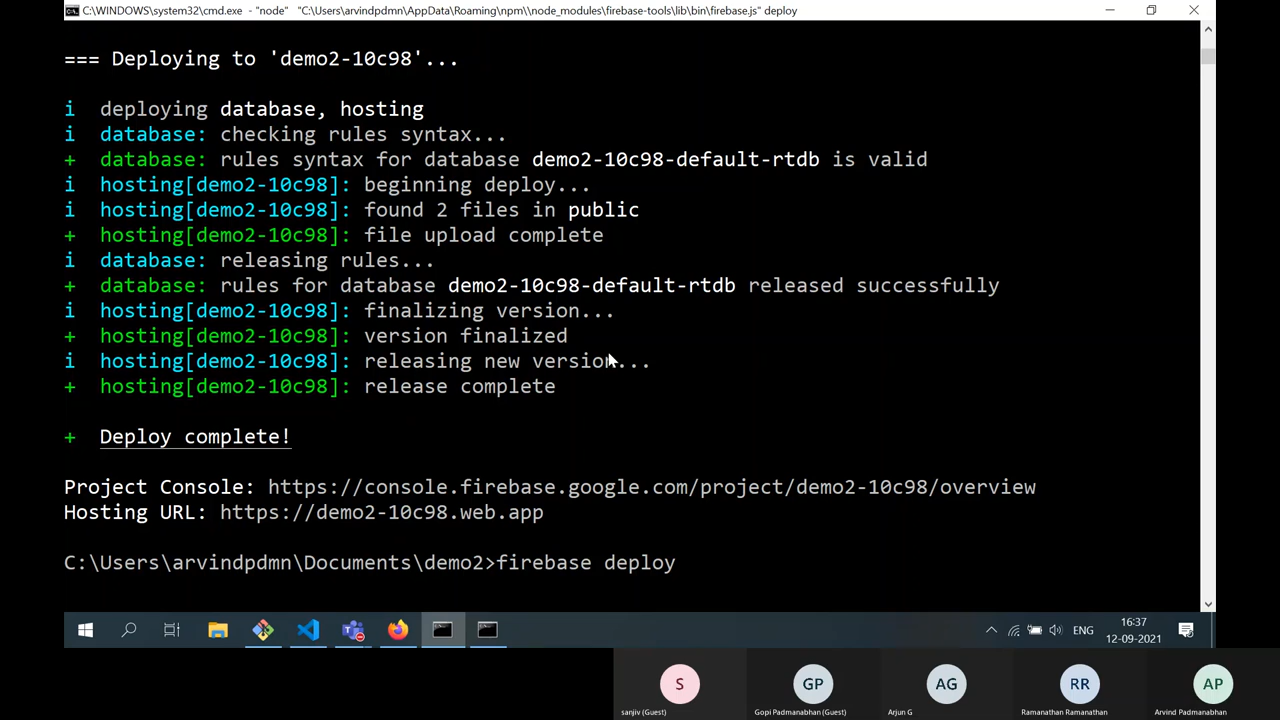 C:\WINDOWS\system32\cmd.exe - "node" "C:\Users\arvindpdmn\AppData\Roaming\npm\\node_modules\firebase-tools\lib\bin\firebase.js" deploy
=== Deploying to 'demo2-10c98'...
i deploying database, hosting
i database: checking rules syntax...
+ database: rules syntax for database demo2-10c98-default-rtdb is valid
i hosting[demo2-10c98]: beginning deploy...
i hosting[demo2-10c98]: found 2 files in public
+ hosting[demo2-10c98]: file upload complete
i database: releasing rules...
+ database: rules for database demo2-10c98-default-rtdb released successfully
i hosting[demo2-10c98]: finalizing version...
+ hosting[demo2-10c98]: version finalized
i hosting[demo2-10c98]: releasing new version...
+ hosting[demo2-10c98]: release complete
+ Deploy complete!
Project Console: https://console.firebase.google.com/project/demo2-10c98/overview
Hosting URL: https://demo2-10c98.web.app
C:\Users\arvindpdmn\Documents\demo2>firebase deploy
ENG
16:37
12-09-2021
S
GP
AG
RR
AP
sanjiv (Guest)
Gopi Padmanabhan (Guest)
Arjun G
Ramanathan Ramanathan
Arvind Padmanabhan